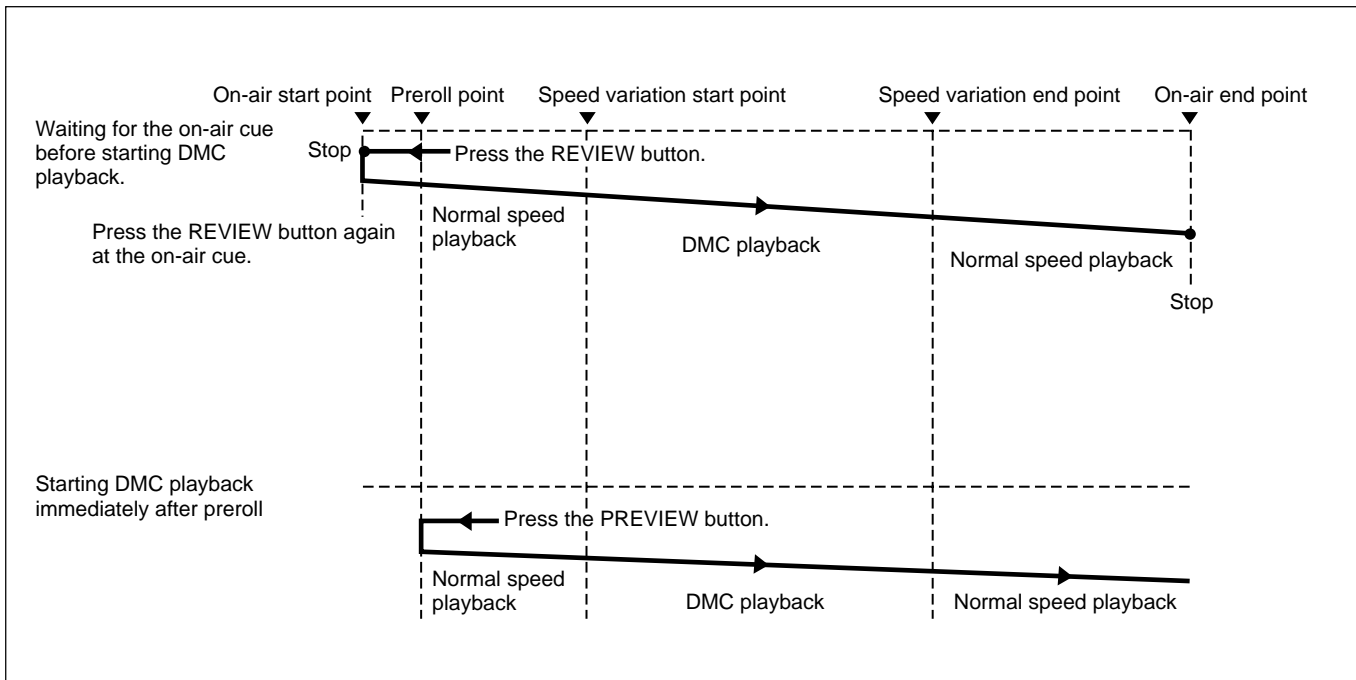 On-air start point Preroll point Speed variation start point Speed variation end point On-air end point
Waiting for the on-air cue
before starting DMC
playback.
Stop
Press the REVIEW button.
Press the REVIEW button again
at the on-air cue.
Normal speed
playback
DMC playback
Normal speed playback
Stop
Starting DMC playback
immediately after preroll
Press the PREVIEW button.
Normal speed
playback
DMC playback
Normal speed playback